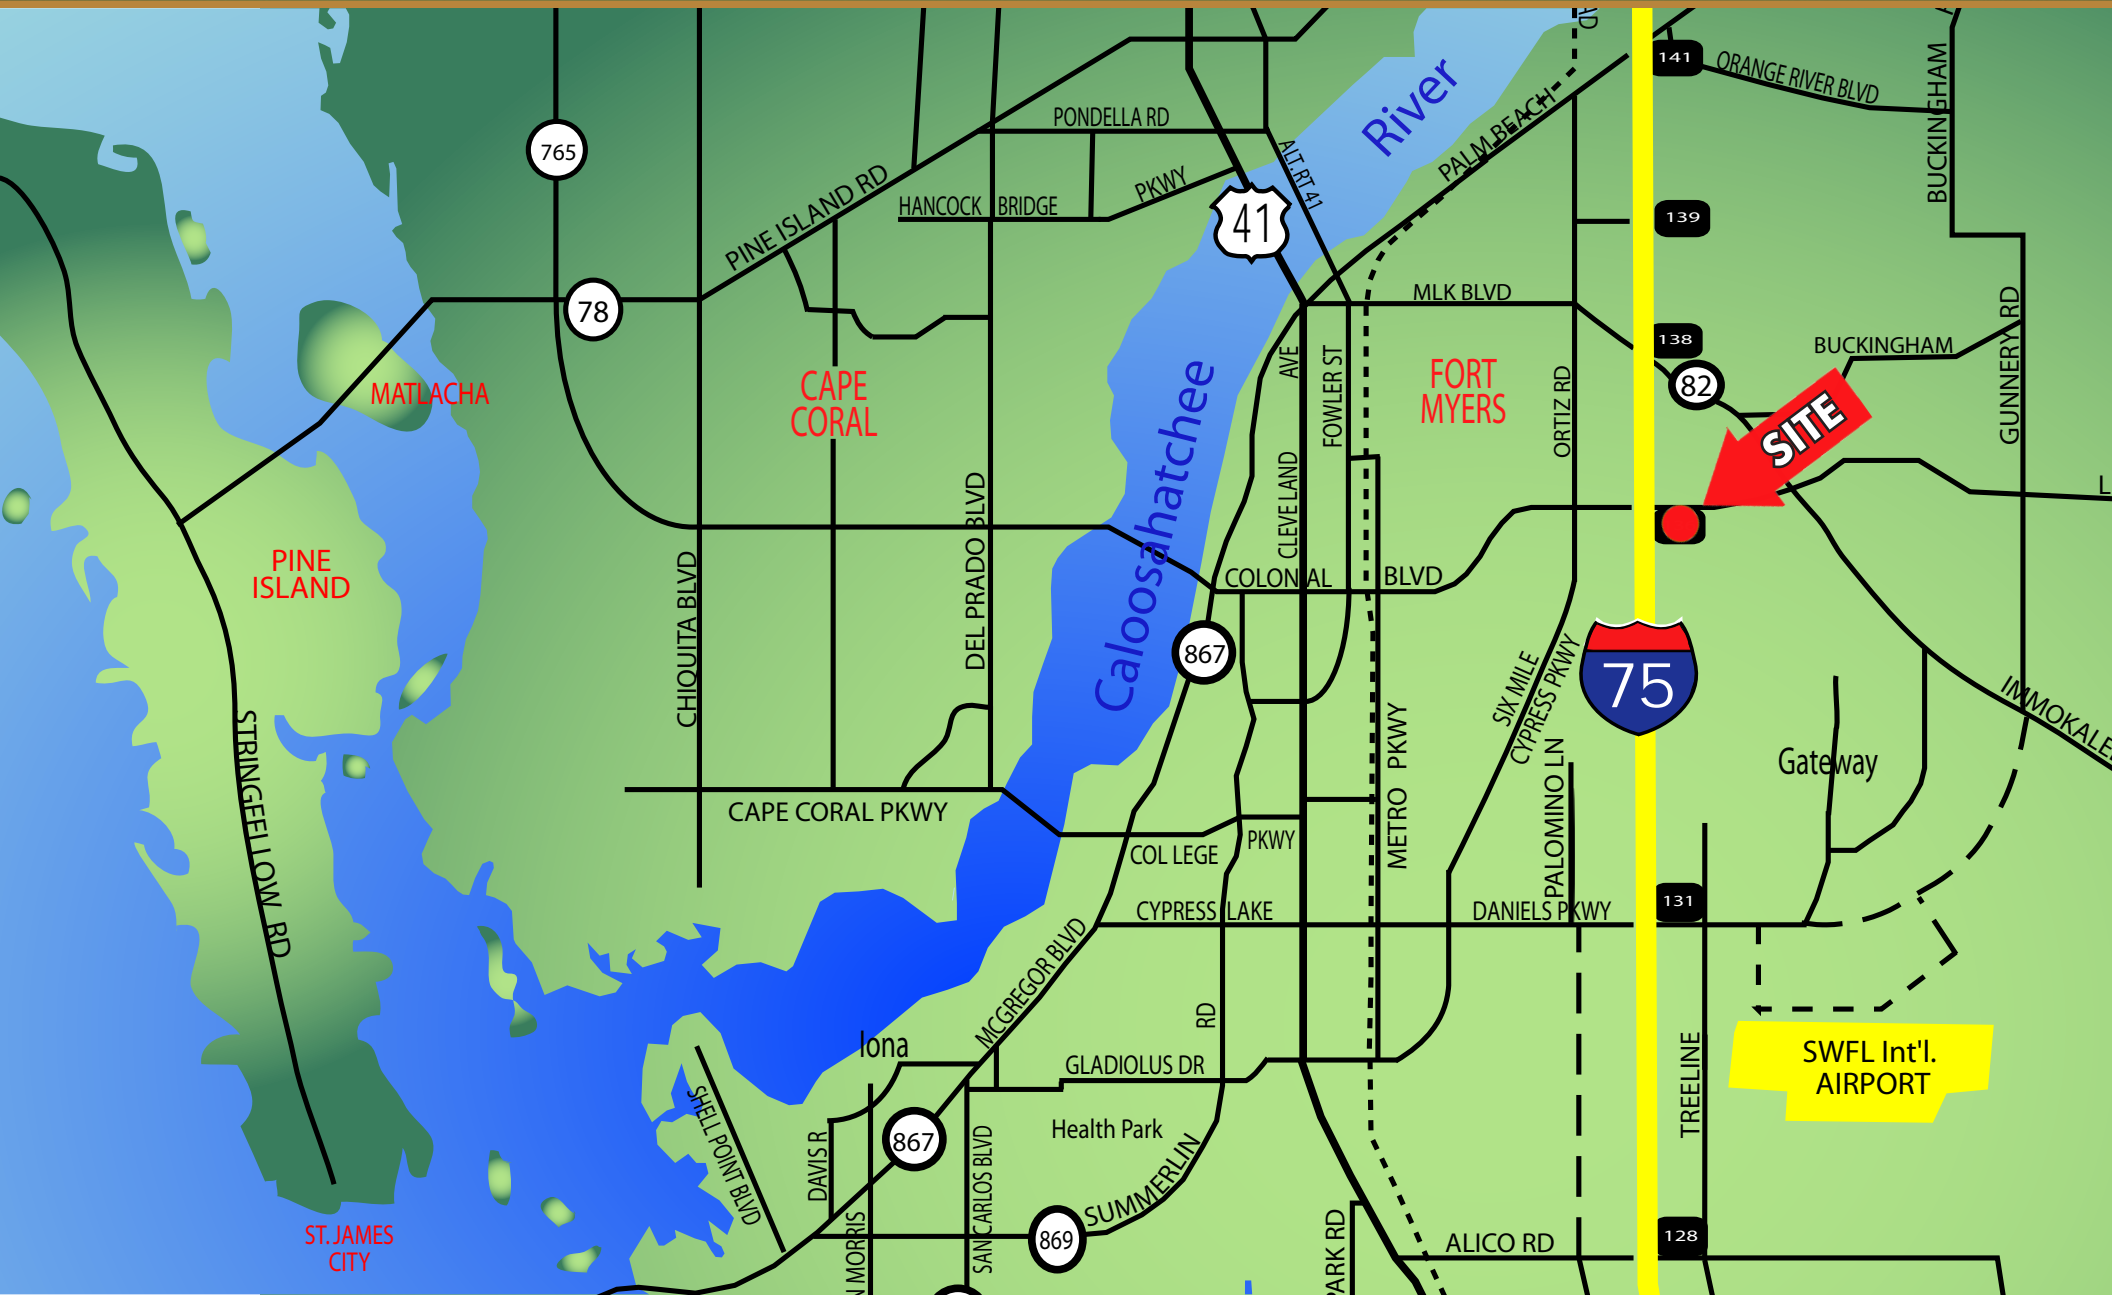 141
ORANGE RIVER BLVD
BUCKINGHAM
River
PONDELLA RD
PALM BEACH
765
ALT. RT 41
PKWY
HANCOCK BRIDGE
PINE ISLAND RD
41
139
78
MLK BLVD
138
BUCKINGHAM
GUNNERY RD
MATLACHA
CAPE
CORAL
AVE
FOWLER ST
FORT
MYERS
ORTIZ RD
82
SITE
Caloosahatchee
CLEVELAND
L
PINE
ISLAND
CHIQUITA BLVD
DEL PRADO BLVD
COLONIAL BLVD
867
SIX MILE
CYPRESS PKWY
75
IMMOKALEE
STRINGFELLOW RD
METRO PKWY
PALOMINO LN
Gateway
CAPE CORAL PKWY
COL LEGE
PKWY
131
CYPRESS LAKE
DANIELS PKWY
MCGREGOR BLVD
RD
Iona
GLADIOLUS DR
TREELINE
SWFL Int'l.
AIRPORT
SHELL POINT BLVD
DAVIS R
867
SAN CARLOS BLVD
Health Park
SUMMERLIN
ST. JAMES
CITY
N MORRIS
869
PARK RD
ALICO RD
128